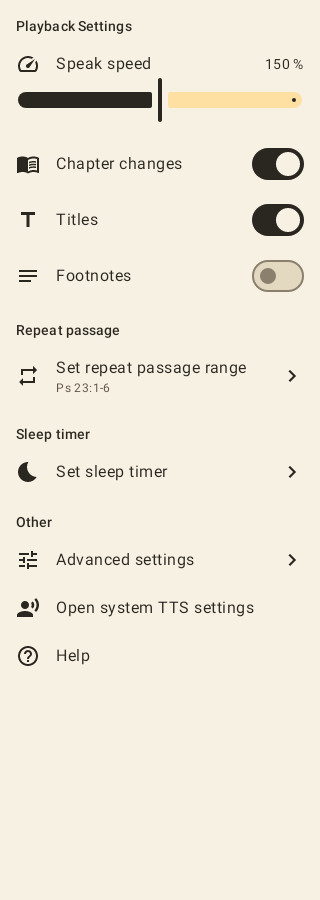 Playback Settings
Speak speed 150 %
Chapter changes
Titles
Footnotes
Repeat passage
Set repeat passage range
Ps 23:1-6
Sleep timer
Set sleep timer
Other
Advanced settings
Open system TTS settings
Help